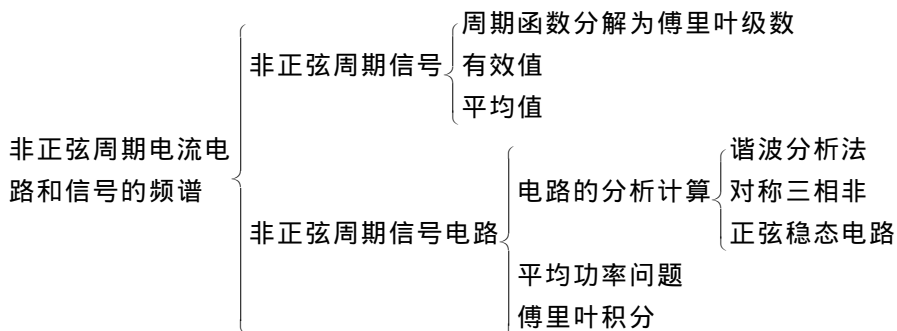 非正弦周期电流电
路和信号的频谱
非正弦周期信号
周期函数分解为傅里叶级数
有效值
平均值
非正弦周期信号电路
电路的分析计算
谐波分析法
对称三相非
正弦稳态电路
平均功率问题
傅里叶积分